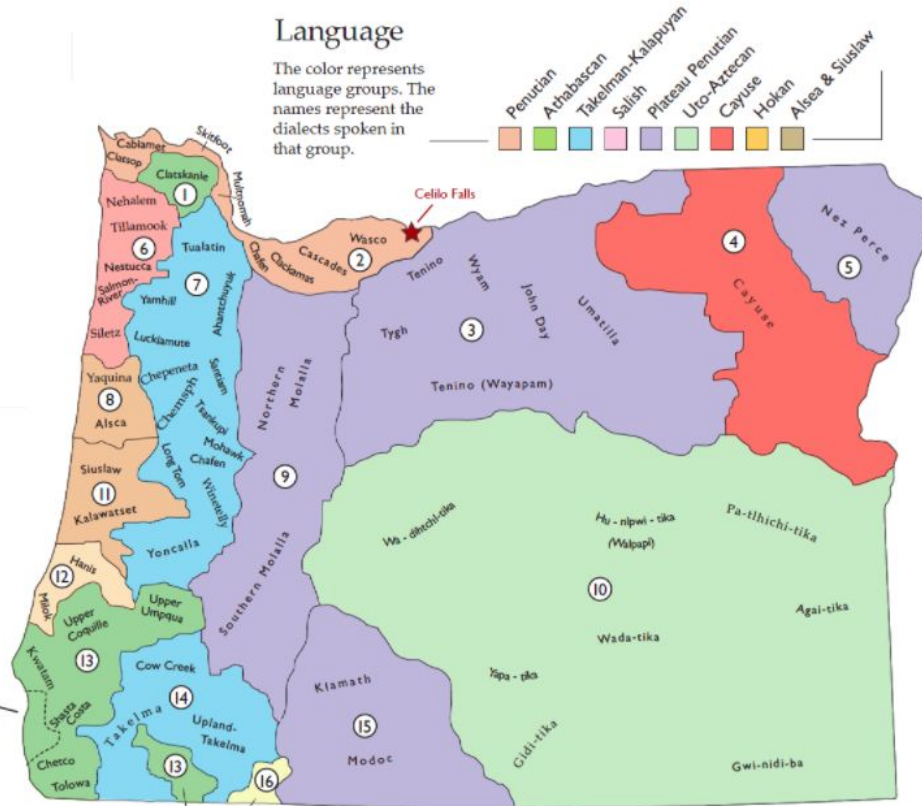 Language
The color represents
language groups. The
names represent the
dialects spoken in
that group.
Penutian
Athabascan
Takelman-Kalapuyan
Salish
Plateau Penutian
Uto-Aztecan
Cayuse
Hokan
Alsea & Siuslaw
Skilfoot
Cablamet
Clatsop
Clatskanie
1
Multnomah
Celilo Falls
Nehalem
Tillamook
6
Nestucca
Salmon-
River
Siletz
Tualatin
7
Yamhill
Ahantchuyuk
Luckiamute
Chafen
Clackamas
Cascades
Wasco
2
Tenino
Wyam
John Day
Umatilla
Tygh
3
Tenino (Wayapam)
4
Cayuse
Nez Perce
5
Yaquina
8
Alsca
Chepeneta
Santiam
Chemaph
Tsankupi
Mohawk
Chafen
Long Tom
Winefelly
Yoncalla
Northern
Molalla
9
Southern Molalla
Siuslaw
11
Kalawatset
Hanis
12
Milok
Upper
Coquille
Upper
Umpqua
13
Kwatam
Shasta
Costa
Chetco
Tolowa
Cow Creek
14
Takelma
Upland-
Takelma
13
16
Klamath
15
Modoc
Wa-dihtchi-tika
Hu-nipwi-tika
(Walpapi)
Pa-tihichi-tika
10
Agai-tika
Wada-tika
Yapa-tika
Gidi-tika
Gwi-nidi-ba